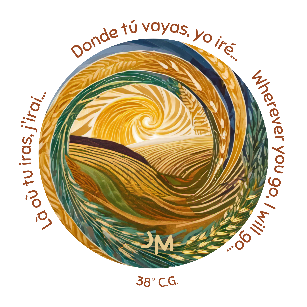 Là où tu iras, j'irai...
Donde tú vayas, yo iré...
Wherever you go, I will go...
JM
38° C.G.